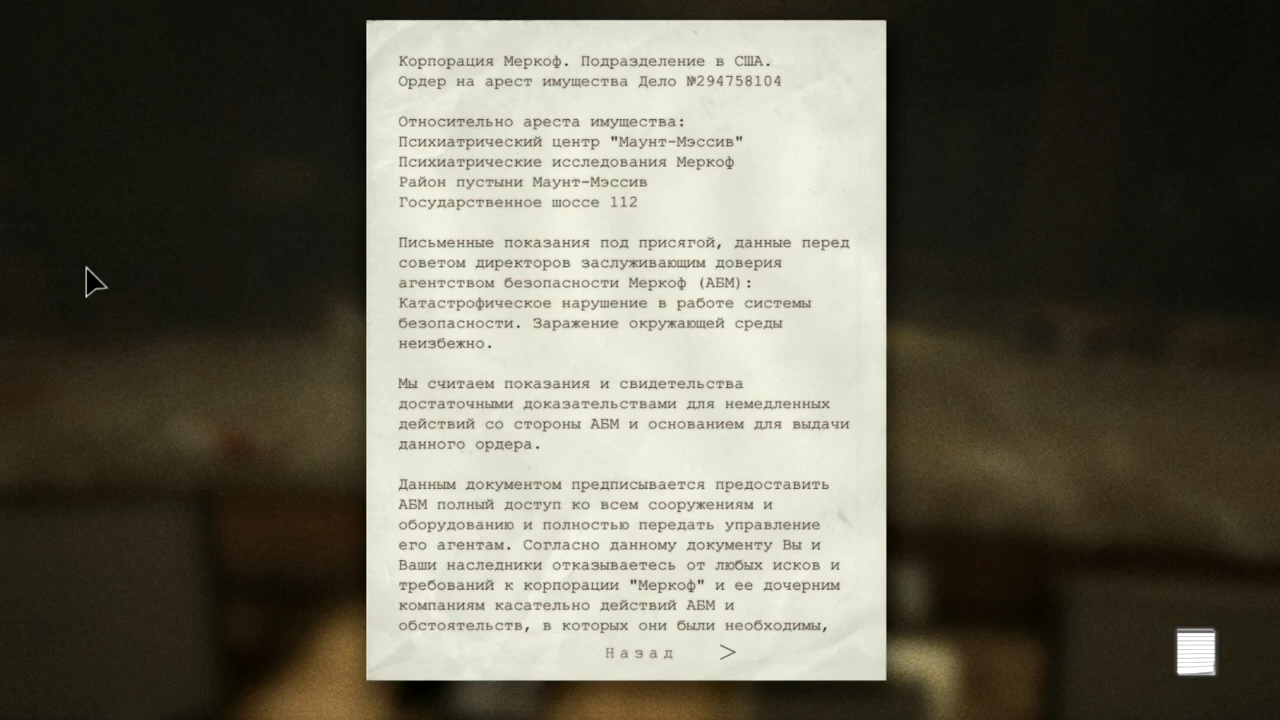 Корпорация Меркоф. Подразделение в США.
Ордер на арест имущества Дело №294758104
Относительно ареста имущества:
Психиатрический центр "Маунт-Мэссив"
Психиатрические исследования Меркоф
Район пустыни Маунт-Мэссив
Государственное шоссе 112
Письменные показания под присягой, данные перед
советом директоров заслуживающим доверия
агентством безопасности Меркоф (АБМ):
Катастрофическое нарушение в работе системы
безопасности. Заражение окружающей среды
неизбежно.
Мы считаем показания и свидетельства
достаточными доказательствами для немедленных
действий со стороны АБМ и основанием для выдачи
данного ордера.
Данным документом предписывается предоставить
АБМ полный доступ ко всем сооружениям и
оборудованию и полностью передать управление
его агентам. Согласно данному документу Вы и
Ваши наследники отказываетесь от любых исков и
требований к корпорации "Меркоф" и ее дочерним
компаниям касательно действий АБМ и
обстоятельств, в которых они были необходимы,
Назад >